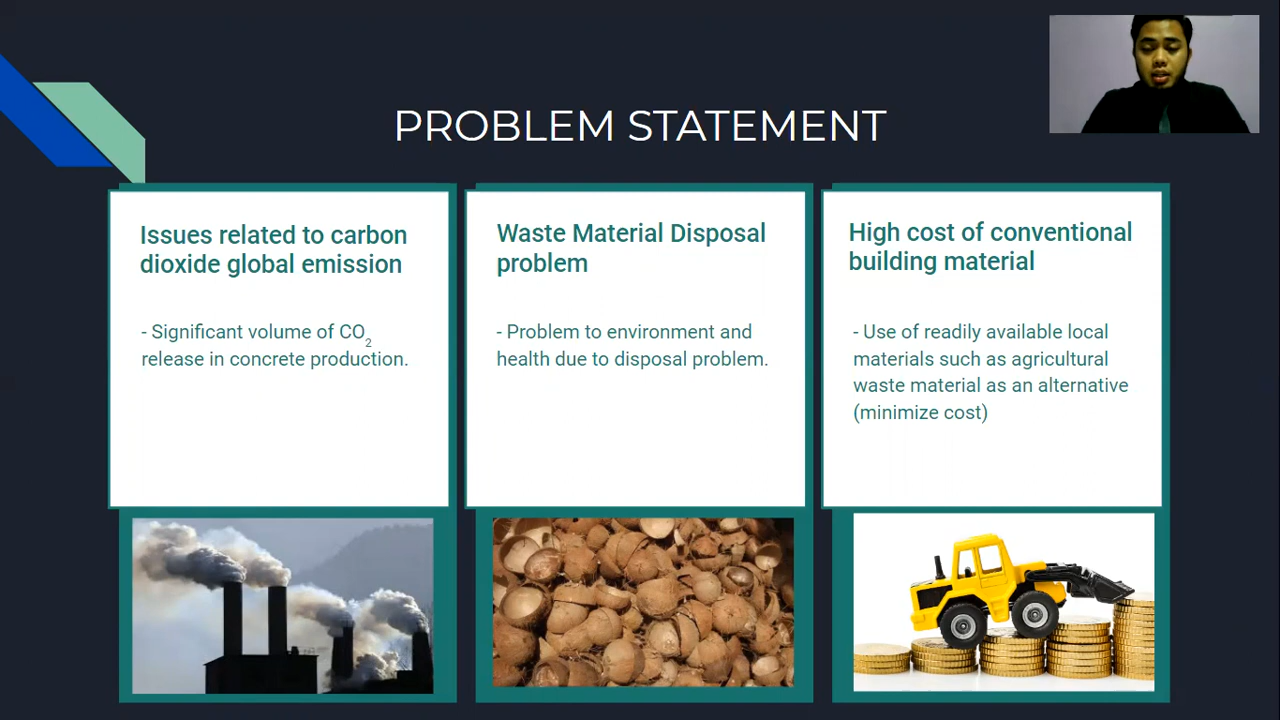 PROBLEM STATEMENT
Issues related to carbon
dioxide global emission
- Significant volume of CO2
release in concrete production.
Waste Material Disposal
problem
- Problem to environment and
health due to disposal problem.
High cost of conventional
building material
- Use of readily available local
materials such as agricultural
waste material as an alternative
(minimize cost)